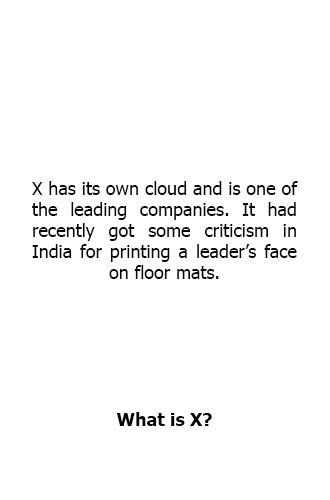 X has its own cloud and is one of
the leading companies. It had
recently got some criticism in
India for printing a leader’s face
on floor mats.
What is X?